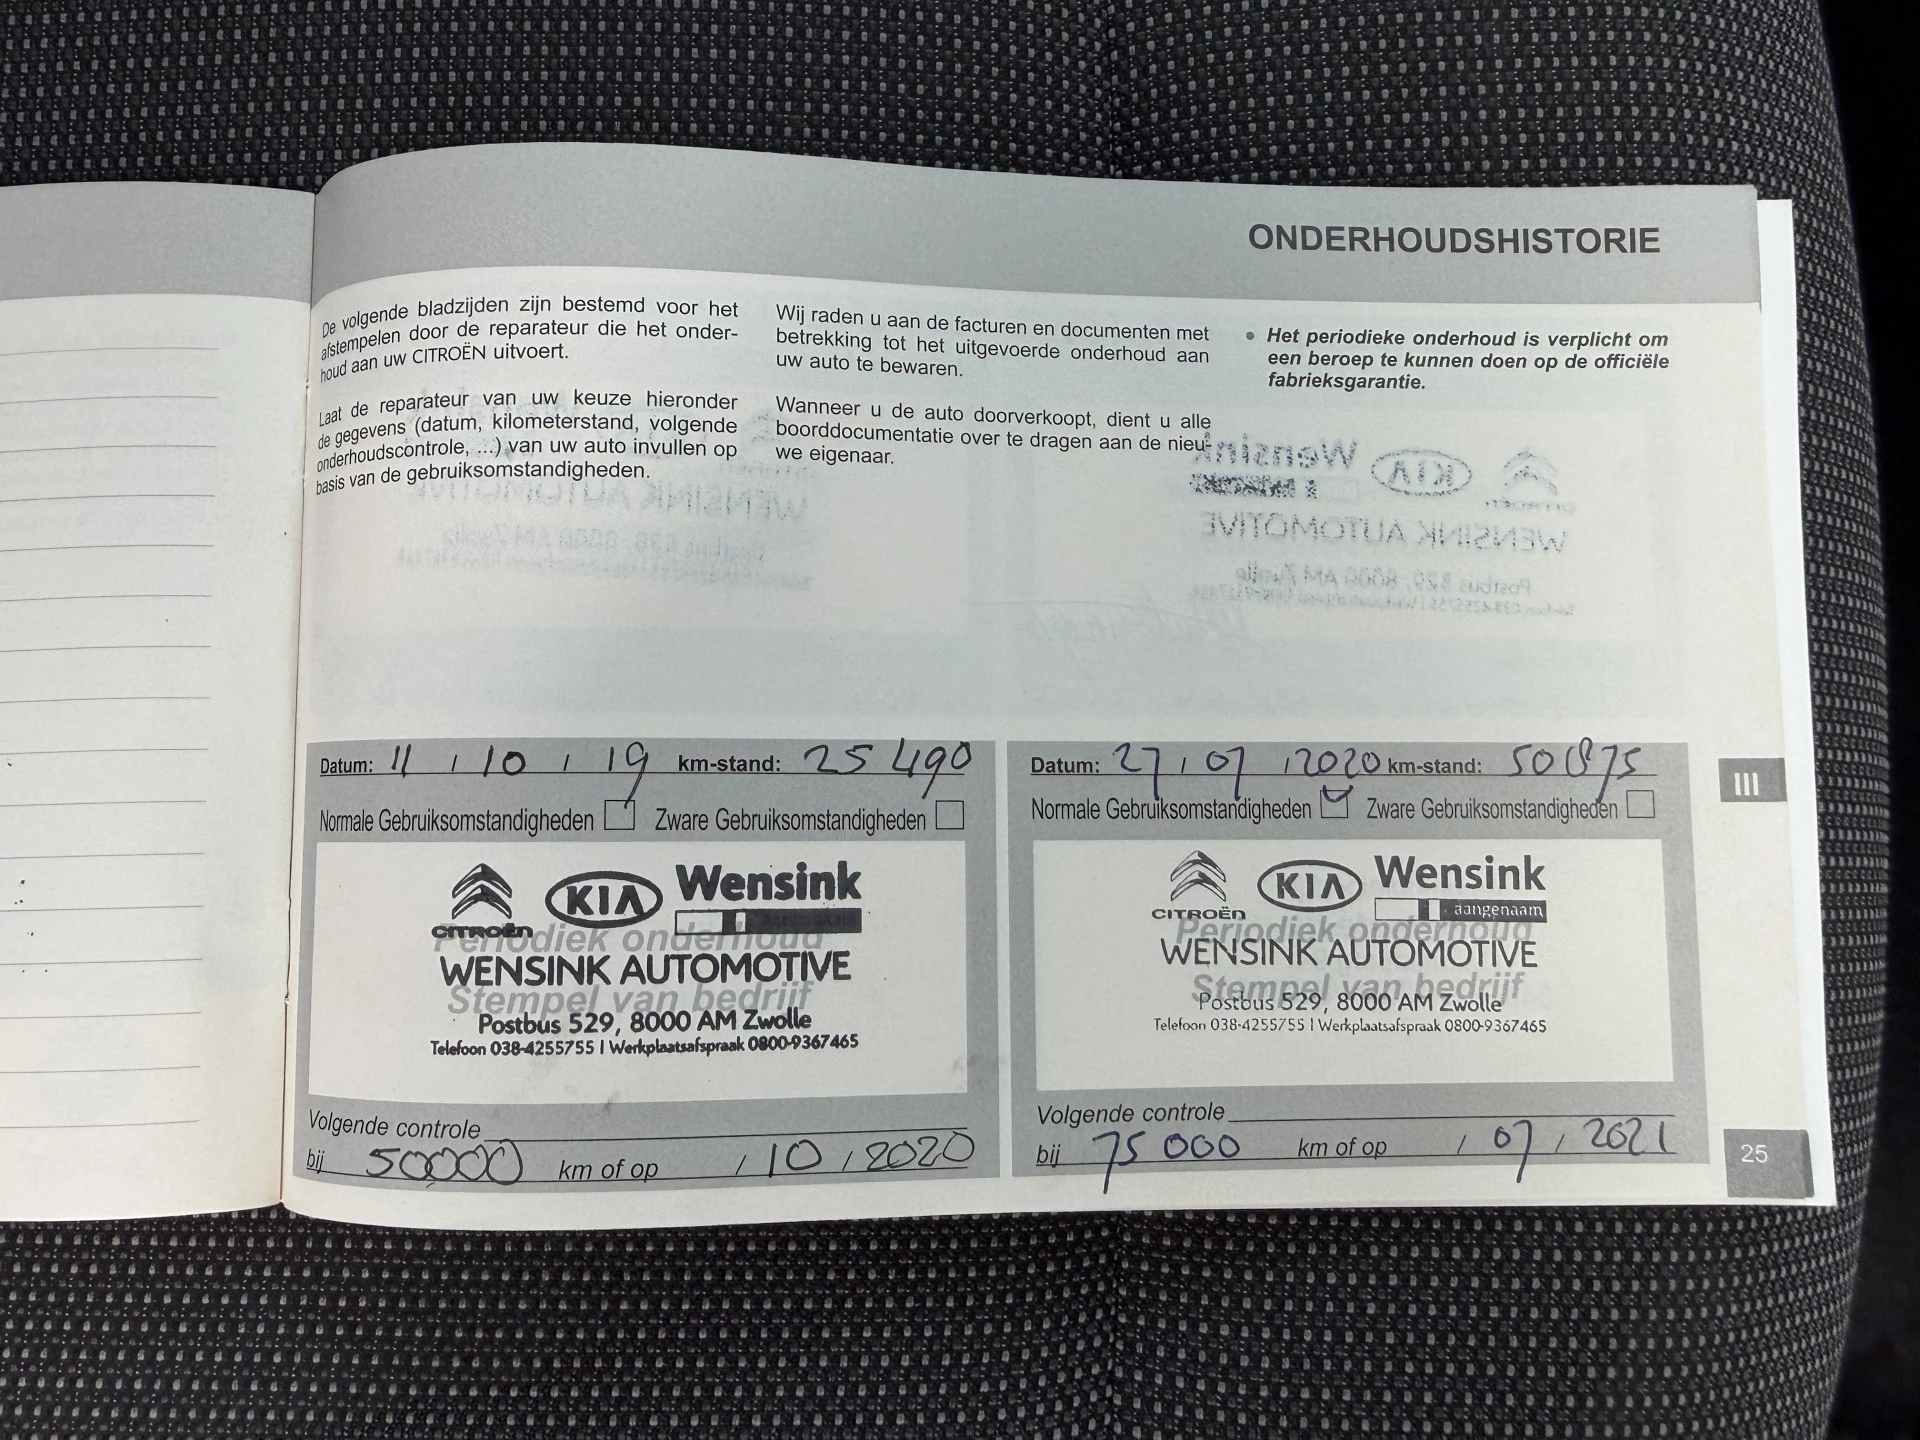 ONDERHOUDSHISTORIE
De volgende bladzijden zijn bestemd voor het
afstempelen door de reparateur die het onder-
houd aan uw CITROËN uitvoert.
Laat de reparateur van uw keuze hieronder
de gegevens (datum, kilometerstand, volgende
onderhoudscontrole, ...) van uw auto invullen op
basis van de gebruiksomstandigheden.
Wij raden u aan de facturen en documenten met
betrekking tot het uitgevoerde onderhoud aan
uw auto te bewaren.
Wanneer u de auto doorverkoopt, dient u alle
boorddocumentatie over te dragen aan de nieu-
we eigenaar.
• Het periodieke onderhoud is verplicht om
een beroep te kunnen doen op de officiële
fabrieksgarantie.
Datum: 11 / 10 / 19 km-stand: 25 490
Normale Gebruiksomstandigheden Zware Gebruiksomstandigheden
CITROËN KIA Wensink
Periodiek onderhoud
WENSINK AUTOMOTIVE
Stempel van bedrijf
Postbus 529, 8000 AM Zwolle
Telefoon 038-4255755 | Werkplaatsafspraak 0800-9367465
Volgende controle
bij 50000 km of op / 10 / 2020
Datum: 27 / 07 / 2020 km-stand: 50875
Normale Gebruiksomstandigheden Zware Gebruiksomstandigheden
CITROËN KIA Wensink
aangenaam
Periodiek onderhoud
WENSINK AUTOMOTIVE
Stempel van bedrijf
Postbus 529, 8000 AM Zwolle
Telefoon 038-4255755 | Werkplaatsafspraak 0800-9367465
Volgende controle
bij 75 000 km of op / 07 / 2021
III
25